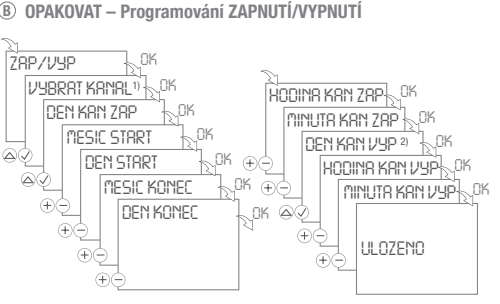 B OPAKOVAT – Programování ZAPNUTÍ/VYPNUTÍ
ZAP/VYP
OK
VYBRAT KANAL 1)
OK
DEN KAN ZAP
OK
MESIC START
OK
DEN START
OK
MESIC KONEC
OK
DEN KONEC
OK
HODINA KAN ZAP
OK
MINUTA KAN ZAP
OK
DEN KAN VYP 2)
OK
HODINA KAN VYP
OK
MINUTA KAN VYP
OK
ULOZENO